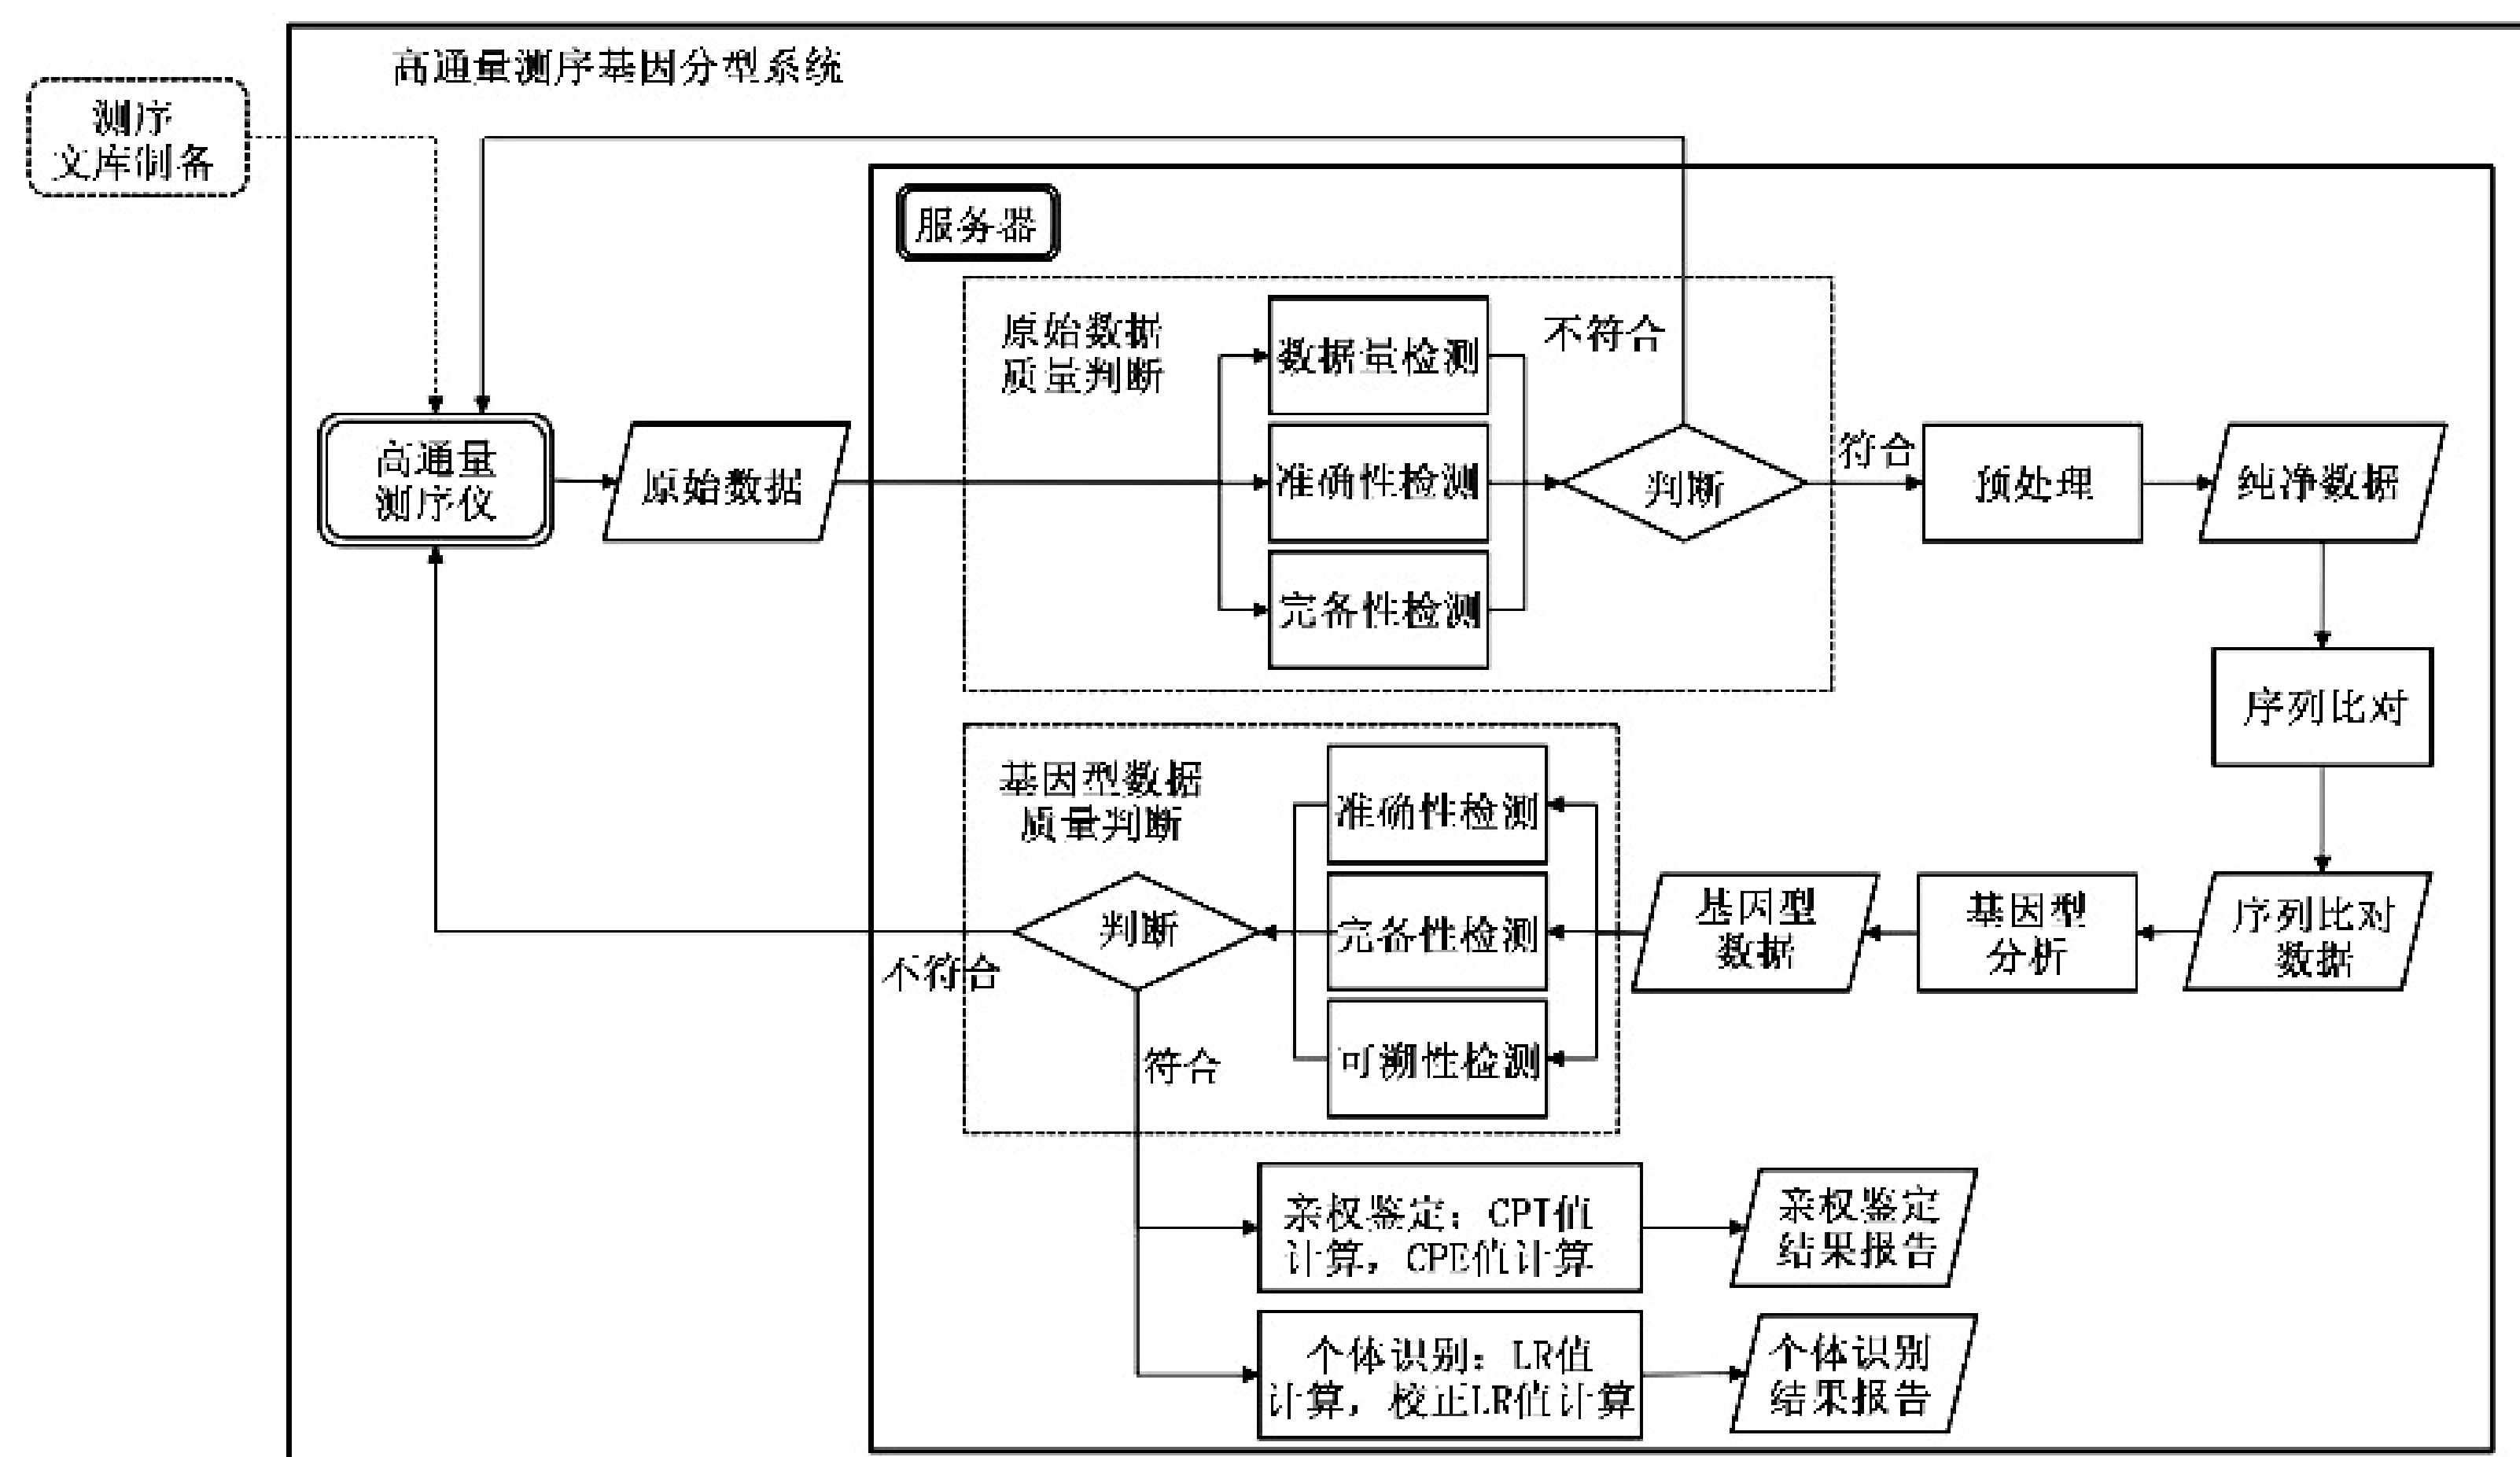 高通量测序基因分型系统
测序
文库制备
服务器
原始数据
质量判断
数据量检测
不符合
高通量
测序仪
原始数据
准确性检测
判断
符合
预处理
纯净数据
完备性检测
序列比对
基因型数据
质量判断
准确性检测
判断
完备性检测
基因型
数据
基因型
分析
序列比对
数据
不符合
符合
可溯性检测
亲权鉴定：CPI值
计算，CPE值计算
亲权鉴定
结果报告
个体识别：LR值
计算，校正LR值计算
个体识别
结果报告